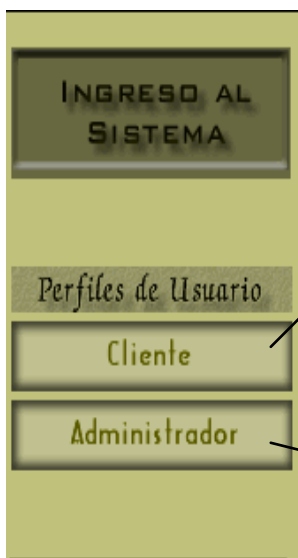 INGRESO AL
SISTEMA
Perfiles de Usuario
Cliente
Administrador